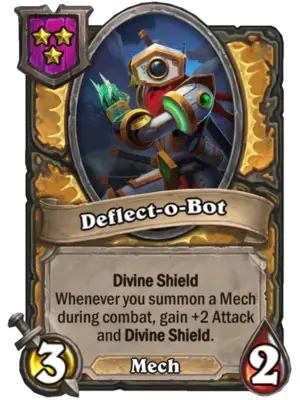 Deflect-o-Bot
Divine Shield
Whenever you summon a Mech
during combat, gain +2 Attack
and Divine Shield.
3
Mech
2